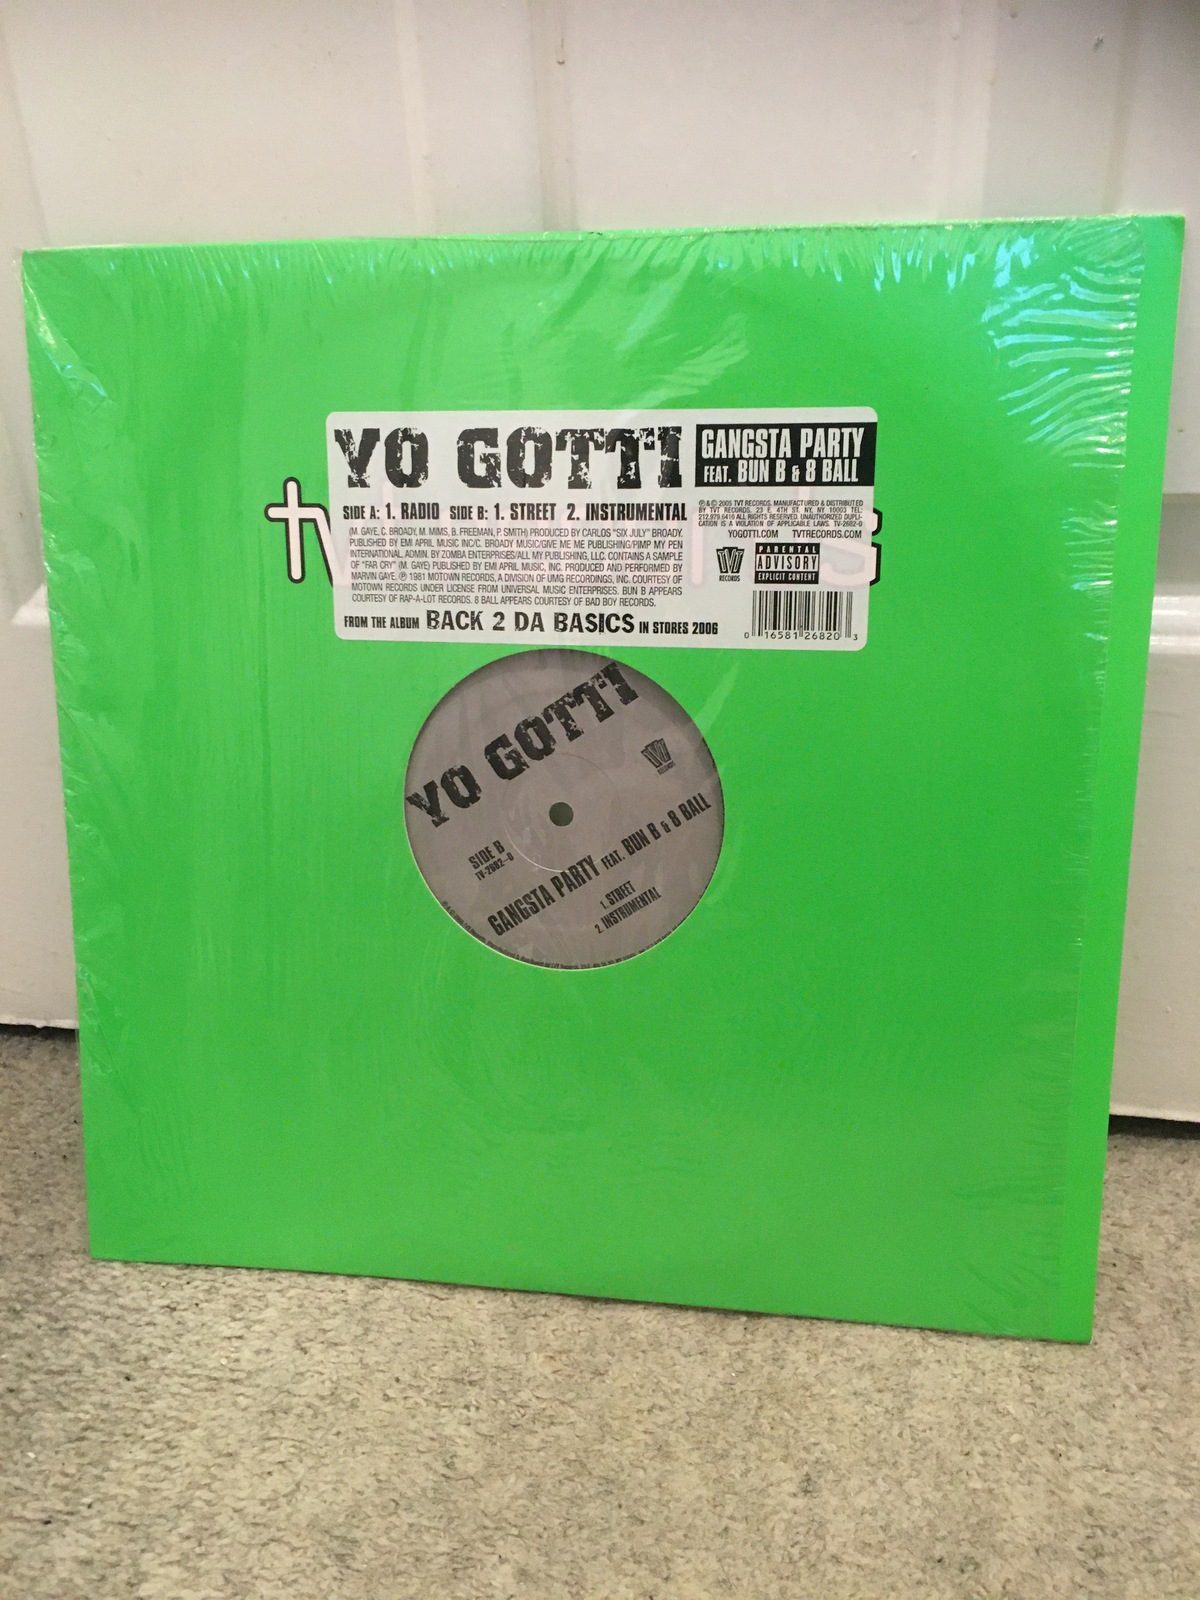 YO GOTTI
GANGSTA PARTY
FEAT. BUN B & 8 BALL
SIDE A: 1. RADIO SIDE B: 1. STREET 2. INSTRUMENTAL
(M. GAYE, C. BROADY, M. MIMS, B. FREEMAN, P. SMITH) PRODUCED BY CARLOS "SIX JULY" BROADY.
PUBLISHED BY EMI APRIL MUSIC INC/C. BROADY MUSIC/GIVE ME ME PUBLISHING/PIMP MY PEN
INTERNATIONAL, ADMIN. BY ZOMBA ENTERPRISES/ALL MY PUBLISHING, LLC. CONTAINS A SAMPLE
OF "FAR CRY" (M. GAYE) PUBLISHED BY EMI APRIL MUSIC, INC. PRODUCED AND PERFORMED BY
MARVIN GAYE. ℗ 1981 MOTOWN RECORDS, A DIVISION OF UMG RECORDINGS, INC. COURTESY OF
MOTOWN RECORDS UNDER LICENSE FROM UNIVERSAL MUSIC ENTERPRISES. BUN B APPEARS
COURTESY OF RAP-A-LOT RECORDS. 8 BALL APPEARS COURTESY OF BAD BOY RECORDS.
FROM THE ALBUM BACK 2 DA BASICS IN STORES 2006
℗ & © 2005 TVT RECORDS. MANUFACTURED & DISTRIBUTED
BY TVT RECORDS. 23 E. 4TH ST. NY, NY 10003 TEL:
212.979.6410 ALL RIGHTS RESERVED. UNAUTHORIZED DUPLI-
CATION IS A VIOLATION OF APPLICABLE LAWS. TV-2682-0
YOGOTTI.COM TVTRECORDS.COM
TVT
RECORDS
PARENTAL
ADVISORY
EXPLICIT CONTENT
0 16581 26820 3
YO GOTTI
TVT
RECORDS
SIDE B
TV-2682-0
GANGSTA PARTY FEAT. BUN B & 8 BALL
1. STREET
2. INSTRUMENTAL